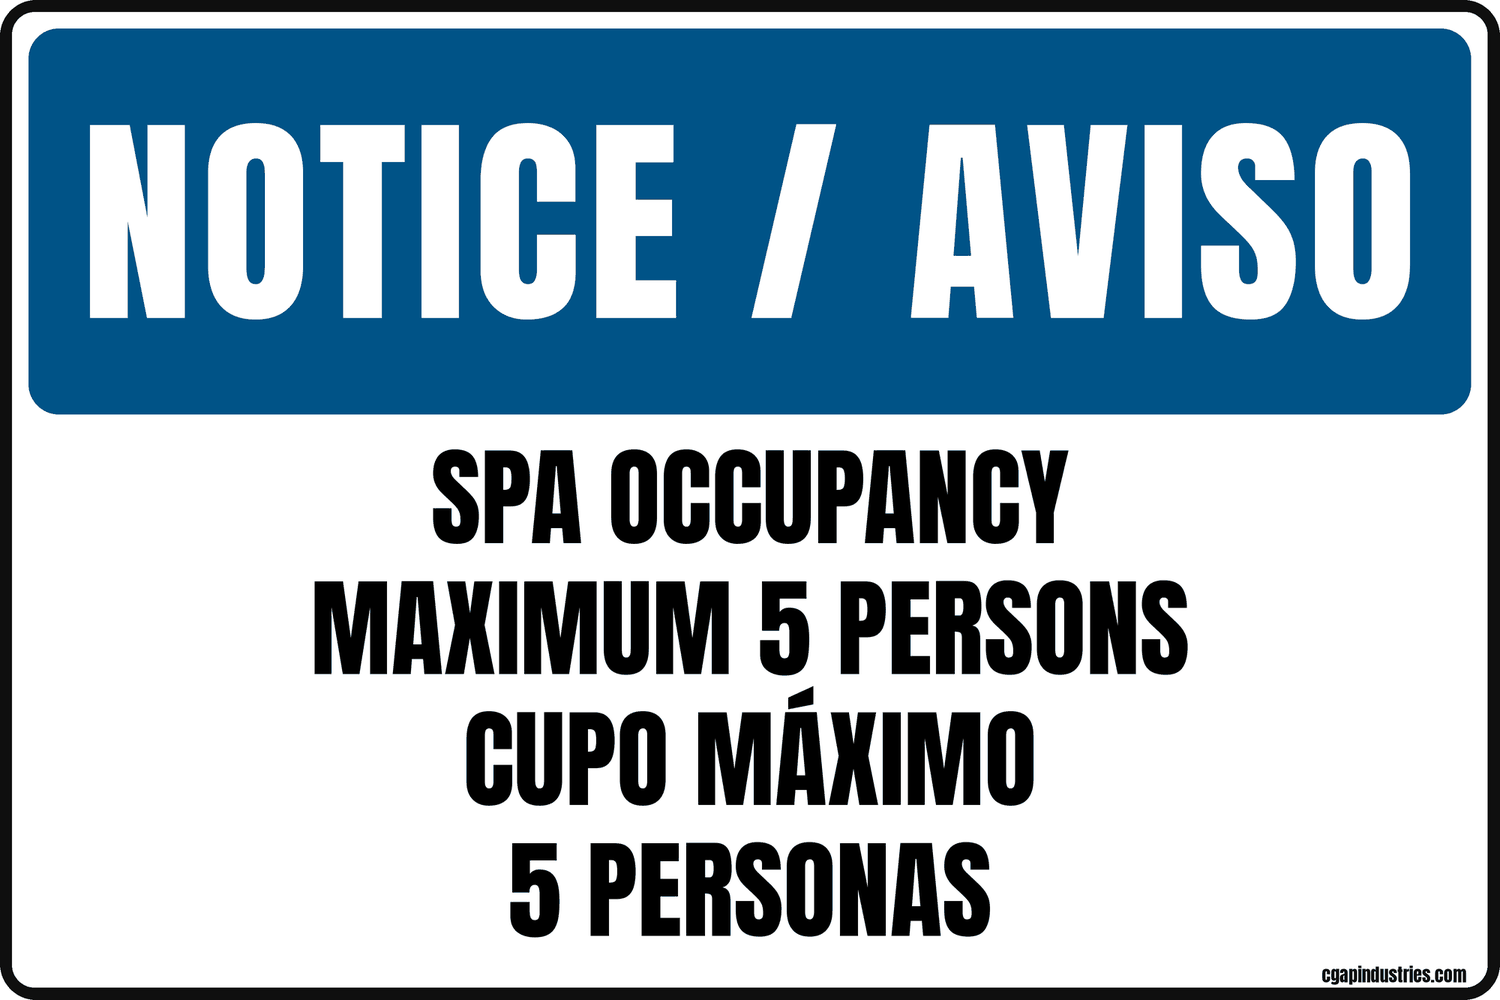 NOTICE / AVISO
SPA OCCUPANCY
MAXIMUM 5 PERSONS
CUPO MÁXIMO
5 PERSONAS
cgapindustries.com